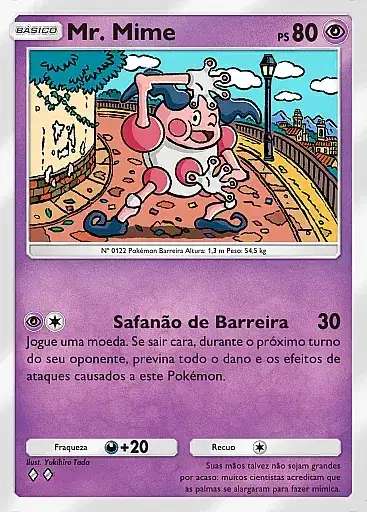 BÁSICO Mr. Mime PS 80
Nº 0122 Pokémon Barreira Altura: 1,3 m Peso: 54,5 kg
Safanão de Barreira 30
Jogue uma moeda. Se sair cara, durante o próximo turno
do seu oponente, previna todo o dano e os efeitos de
ataques causados a este Pokémon.
Fraqueza +20 Recuo
Ilust. Yukihiro Tada
Suas mãos talvez não sejam grandes
por acaso: muitos cientistas acreditam que
as palmas se alargaram para fazer mímica.